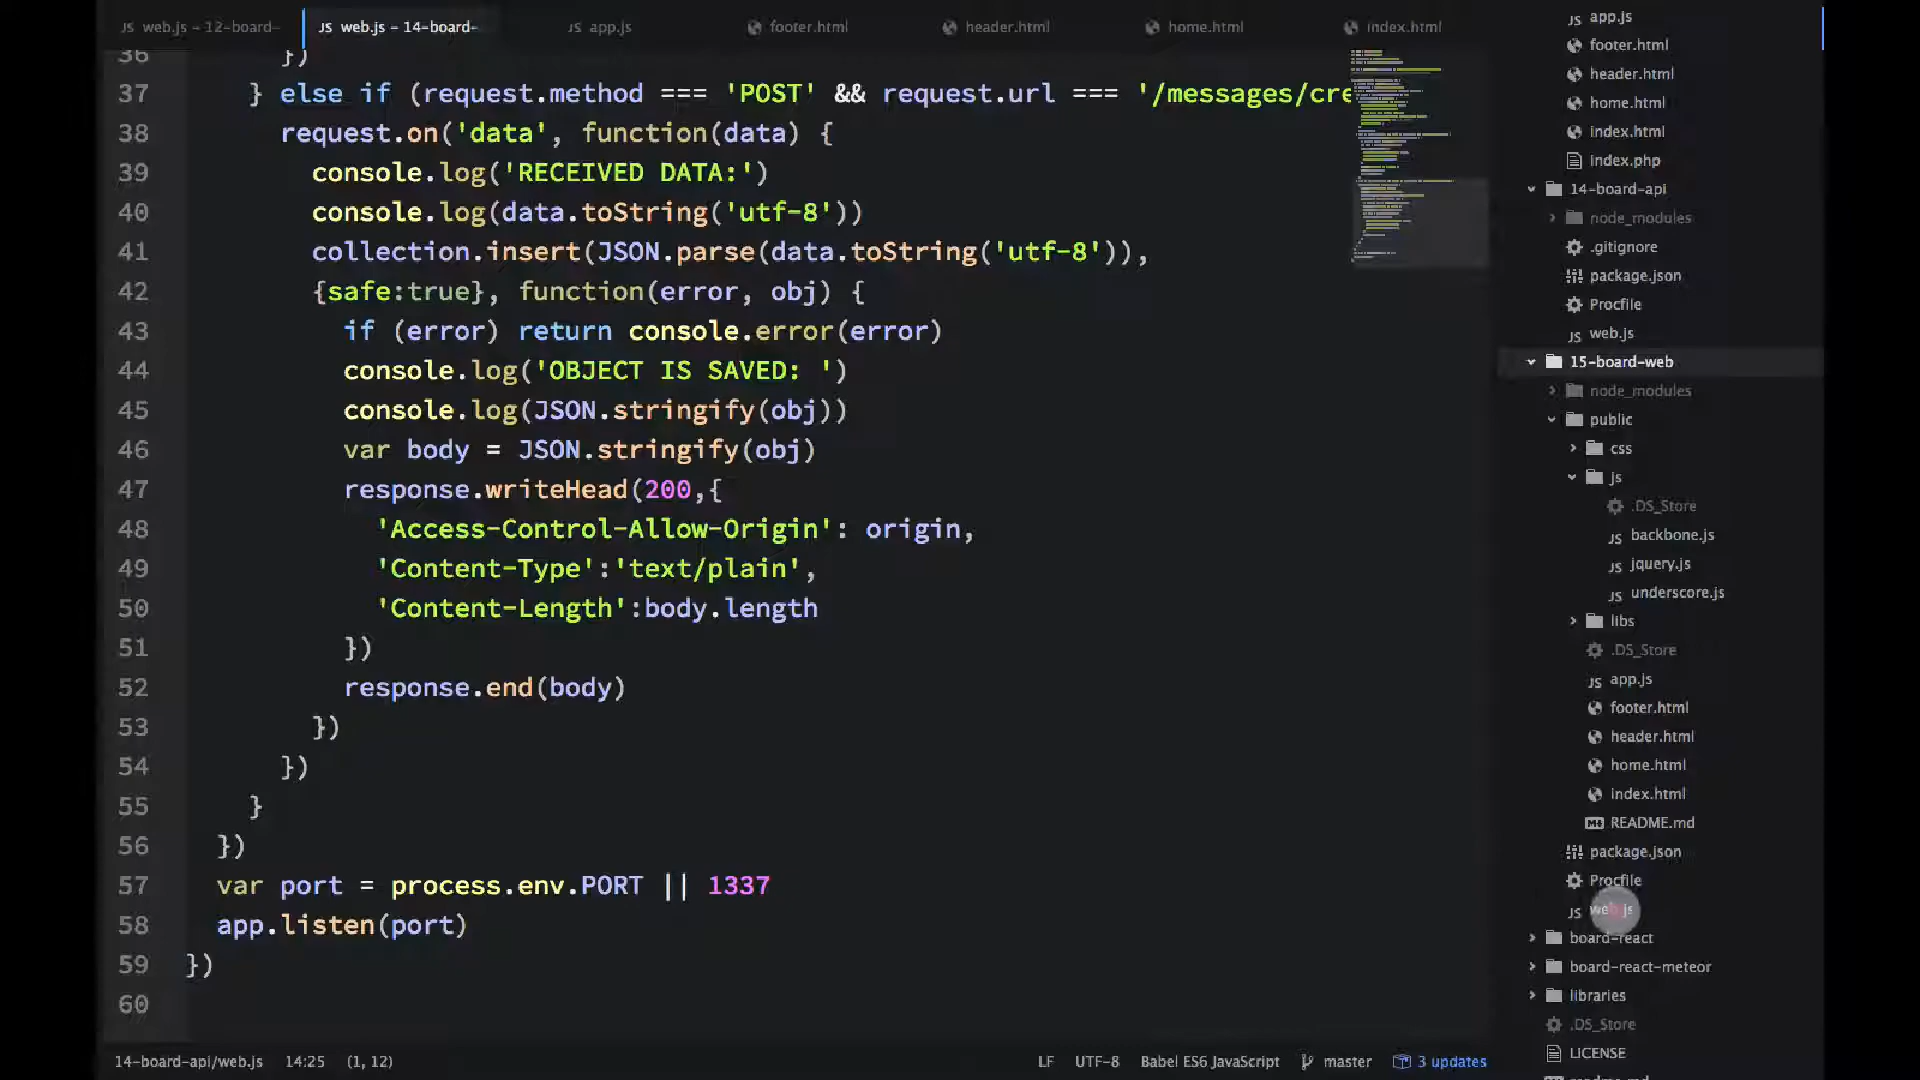 web.js – 12-board-
web.js – 14-board-
app.js
footer.html
header.html
home.html
index.html
36 })
37 } else if (request.method === 'POST' && request.url === '/messages/cre
38 request.on('data', function(data) {
39 console.log('RECEIVED DATA:')
40 console.log(data.toString('utf-8'))
41 collection.insert(JSON.parse(data.toString('utf-8')),
42 {safe:true}, function(error, obj) {
43 if (error) return console.error(error)
44 console.log('OBJECT IS SAVED: ')
45 console.log(JSON.stringify(obj))
46 var body = JSON.stringify(obj)
47 response.writeHead(200,{
48 'Access-Control-Allow-Origin': origin,
49 'Content-Type':'text/plain',
50 'Content-Length':body.length
51 })
52 response.end(body)
53 })
54 })
55 }
56 })
57 var port = process.env.PORT || 1337
58 app.listen(port)
59 })
60
app.js
footer.html
header.html
home.html
index.html
index.php
14-board-api
node_modules
.gitignore
package.json
Procfile
web.js
15-board-web
node_modules
public
css
js
.DS_Store
backbone.js
jquery.js
underscore.js
libs
.DS_Store
app.js
footer.html
header.html
home.html
index.html
README.md
package.json
Procfile
web.js
board-react
board-react-meteor
libraries
.DS_Store
LICENSE
readme.md
14-board-api/web.js 14:25 (1, 12)
LF UTF-8 Babel ES6 JavaScript master 3 updates